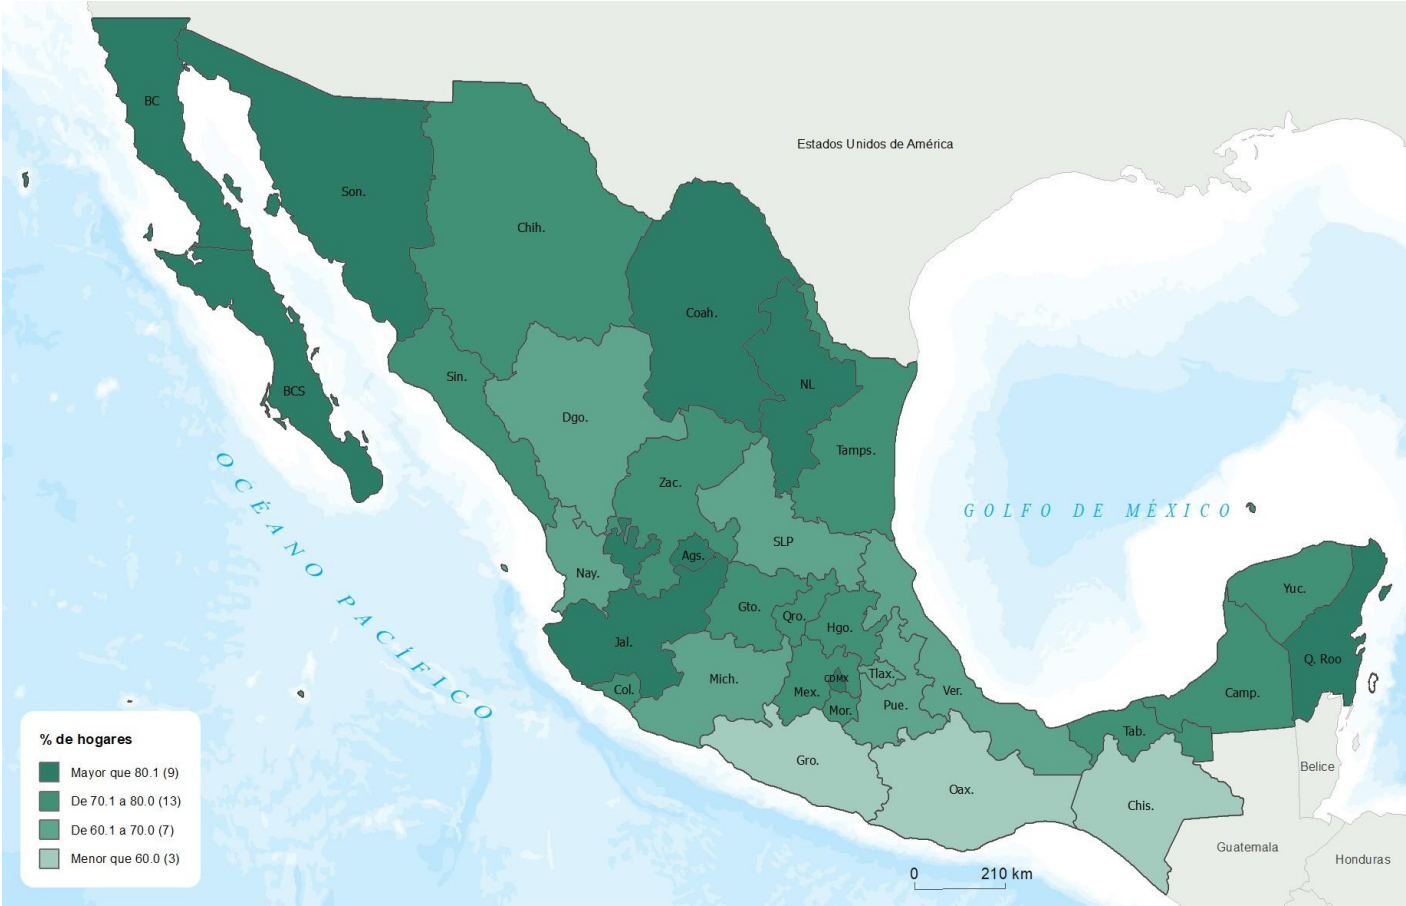 BC
Estados Unidos de América
Son.
Chih.
Coah.
Sin.
NL
BCS
Dgo.
Tamps.
Zac.
OCÉANO PACÍFICO
GOLFO DE MÉXICO
SLP
Ags.
Nay.
Yuc.
Gto.
Qro.
Hgo.
Jal.
Q. Roo
Tlax.
Mich.
CDMX
Col.
Mex.
Ver.
Camp.
Pue.
Mor.
Tab.
% de hogares
Gro.
Belice
Mayor que 80.1 (9)
Oax.
De 70.1 a 80.0 (13)
Chis.
De 60.1 a 70.0 (7)
Guatemala
Menor que 60.0 (3)
Honduras
0 210 km